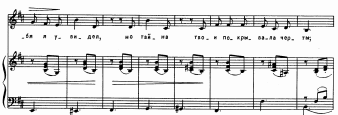 -бя я у-ви-дел, но тай-на тво-и по-кры-ва-ла чер-ты;